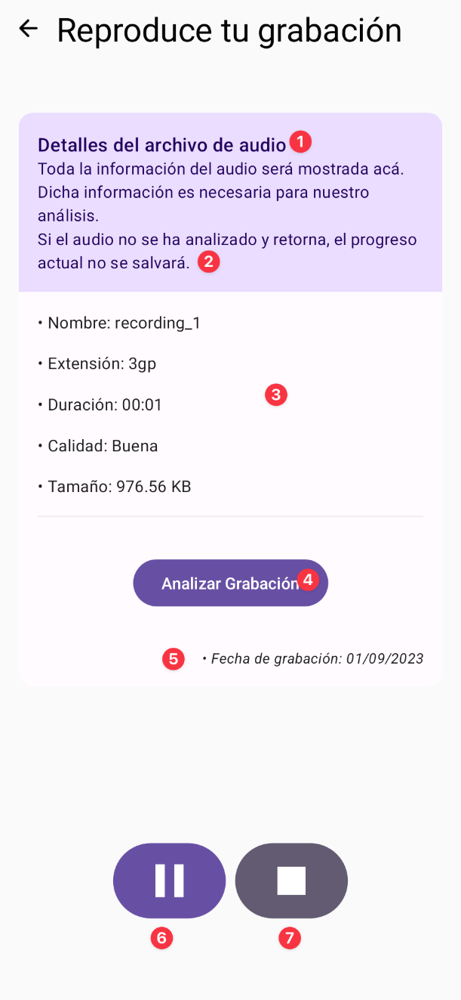 Reproduce tu grabación
Detalles del archivo de audio 1
Toda la información del audio será mostrada acá.
Dicha información es necesaria para nuestro
análisis.
Si el audio no se ha analizado y retorna, el progreso
actual no se salvará. 2
• Nombre: recording_1
• Extensión: 3gp
3
• Duración: 00:01
• Calidad: Buena
• Tamaño: 976.56 KB
Analizar Grabación 4
5 • Fecha de grabación: 01/09/2023
6 7